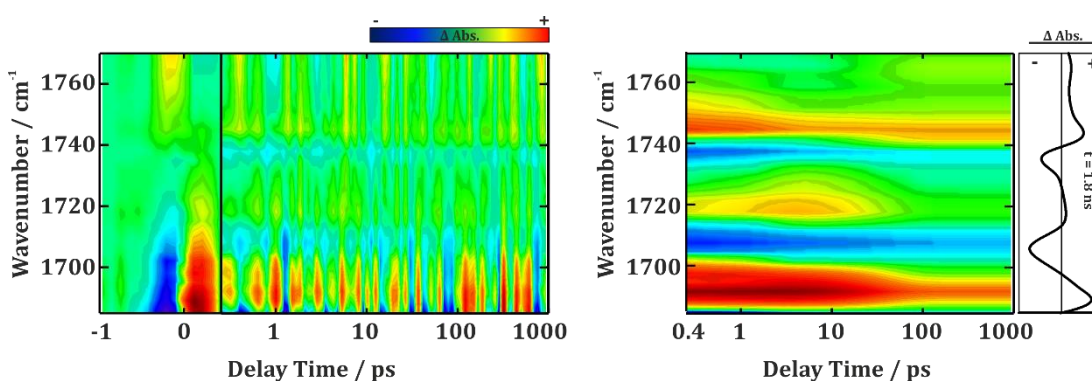 - +
Δ Abs.
Wavenumber / cm⁻¹
1760
1740
1720
1700
-1 0 1 10 100 1000
Delay Time / ps
Wavenumber / cm⁻¹
1760
1740
1720
1700
0.4 1 10 100 1000
Delay Time / ps
Δ Abs.
- +
t = 1.8 ns